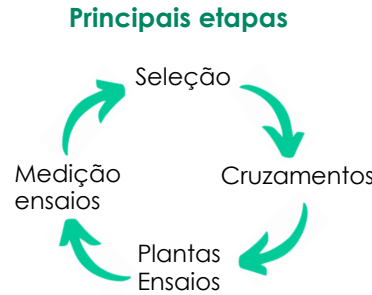 Principais etapas
Seleção
Cruzamentos
Plantas
Ensaios
Medição
ensaios